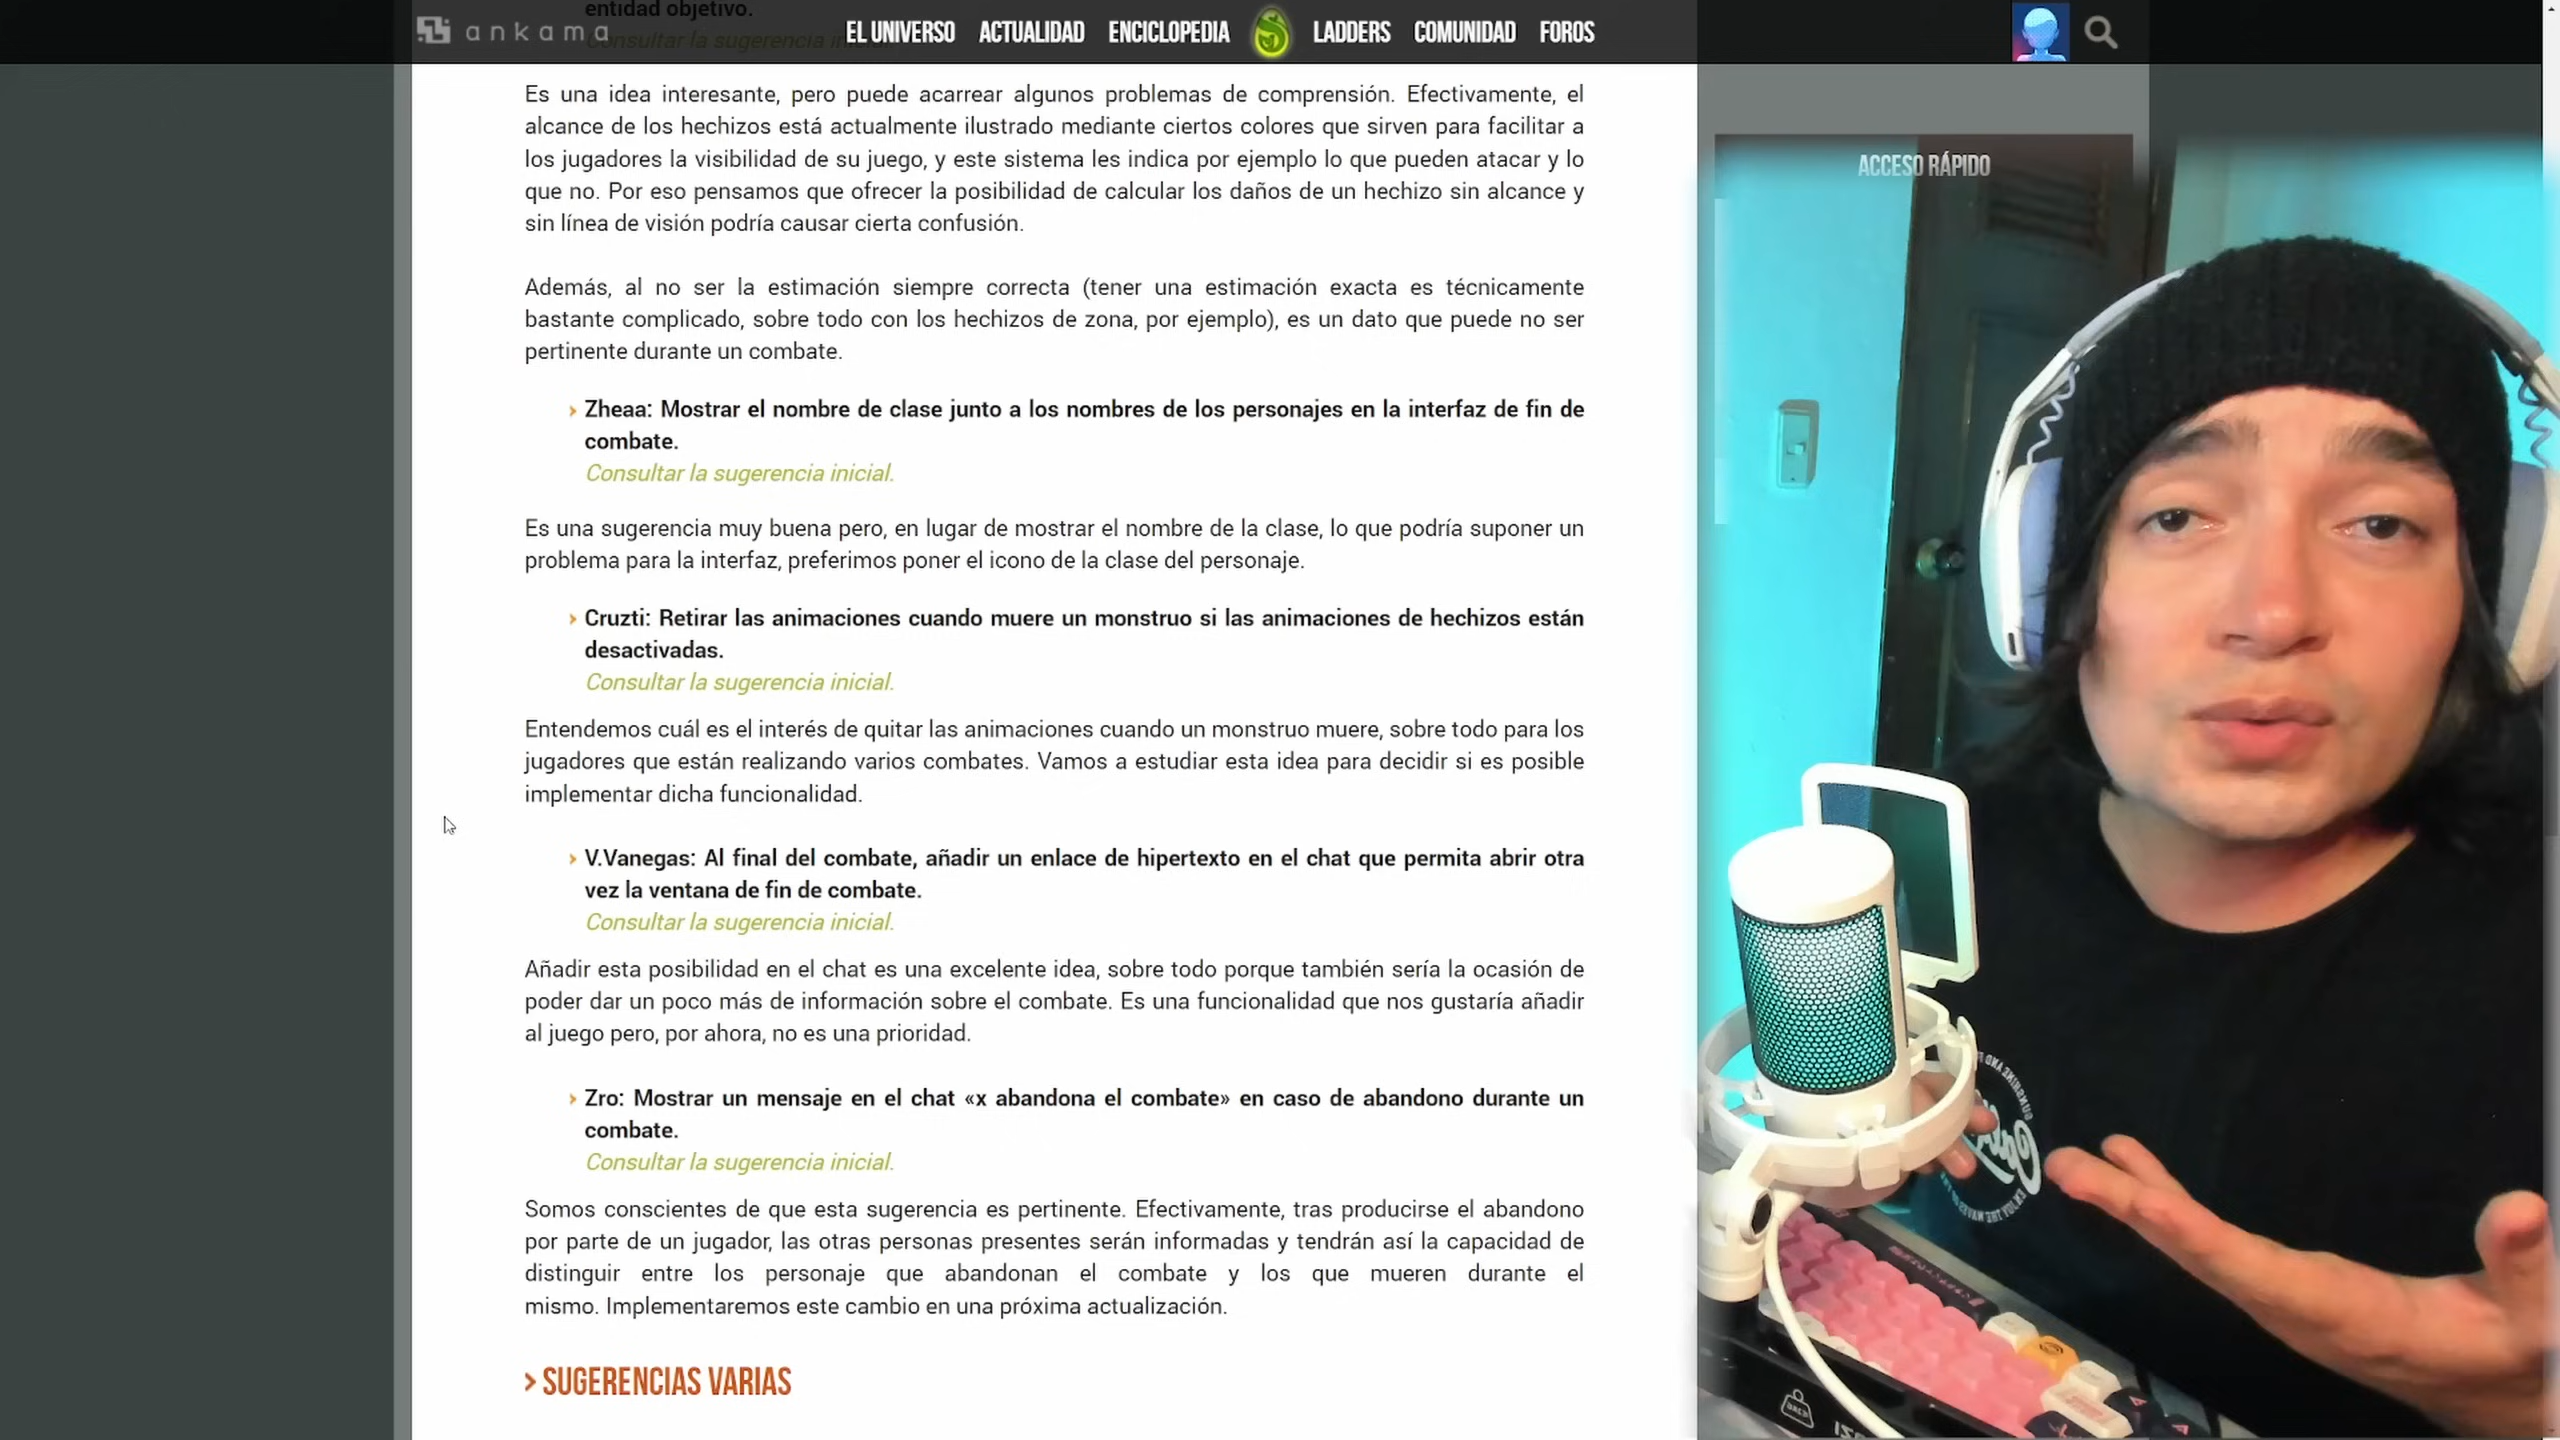 entidad objetivo.
Consultar la sugerencia inicial.
ankama
EL UNIVERSO ACTUALIDAD ENCICLOPEDIA LADDERS COMUNIDAD FOROS
Es una idea interesante, pero puede acarrear algunos problemas de comprensión. Efectivamente, el
alcance de los hechizos está actualmente ilustrado mediante ciertos colores que sirven para facilitar a
los jugadores la visibilidad de su juego, y este sistema les indica por ejemplo lo que pueden atacar y lo
que no. Por eso pensamos que ofrecer la posibilidad de calcular los daños de un hechizo sin alcance y
sin línea de visión podría causar cierta confusión.
Además, al no ser la estimación siempre correcta (tener una estimación exacta es técnicamente
bastante complicado, sobre todo con los hechizos de zona, por ejemplo), es un dato que puede no ser
pertinente durante un combate.
› Zheaa: Mostrar el nombre de clase junto a los nombres de los personajes en la interfaz de fin de
combate.
Consultar la sugerencia inicial.
Es una sugerencia muy buena pero, en lugar de mostrar el nombre de la clase, lo que podría suponer un
problema para la interfaz, preferimos poner el icono de la clase del personaje.
› Cruzti: Retirar las animaciones cuando muere un monstruo si las animaciones de hechizos están
desactivadas.
Consultar la sugerencia inicial.
Entendemos cuál es el interés de quitar las animaciones cuando un monstruo muere, sobre todo para los
jugadores que están realizando varios combates. Vamos a estudiar esta idea para decidir si es posible
implementar dicha funcionalidad.
› V.Vanegas: Al final del combate, añadir un enlace de hipertexto en el chat que permita abrir otra
vez la ventana de fin de combate.
Consultar la sugerencia inicial.
Añadir esta posibilidad en el chat es una excelente idea, sobre todo porque también sería la ocasión de
poder dar un poco más de información sobre el combate. Es una funcionalidad que nos gustaría añadir
al juego pero, por ahora, no es una prioridad.
› Zro: Mostrar un mensaje en el chat «x abandona el combate» en caso de abandono durante un
combate.
Consultar la sugerencia inicial.
Somos conscientes de que esta sugerencia es pertinente. Efectivamente, tras producirse el abandono
por parte de un jugador, las otras personas presentes serán informadas y tendrán así la capacidad de
distinguir entre los personaje que abandonan el combate y los que mueren durante el
mismo. Implementaremos este cambio en una próxima actualización.
› SUGERENCIAS VARIAS
ACCESO RÁPIDO